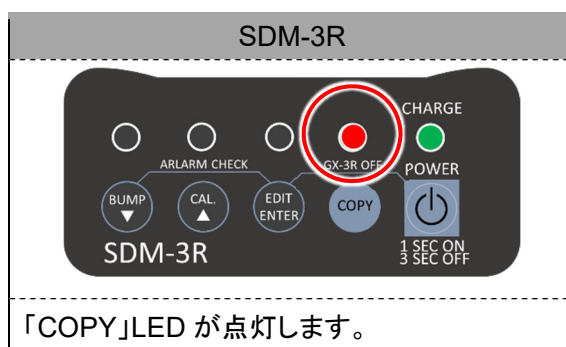 SDM-3R
CHARGE
ARLARM CHECK
GX-3R OFF
POWER
BUMP
▼
CAL.
▲
EDIT
ENTER
COPY
SDM-3R
1 SEC ON
3 SEC OFF
「COPY」LED が点灯します。